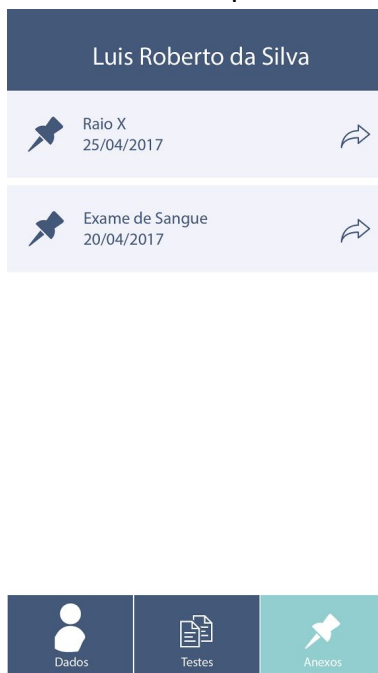 Luis Roberto da Silva
Raio X
25/04/2017
Exame de Sangue
20/04/2017
Dados
Testes
Anexos